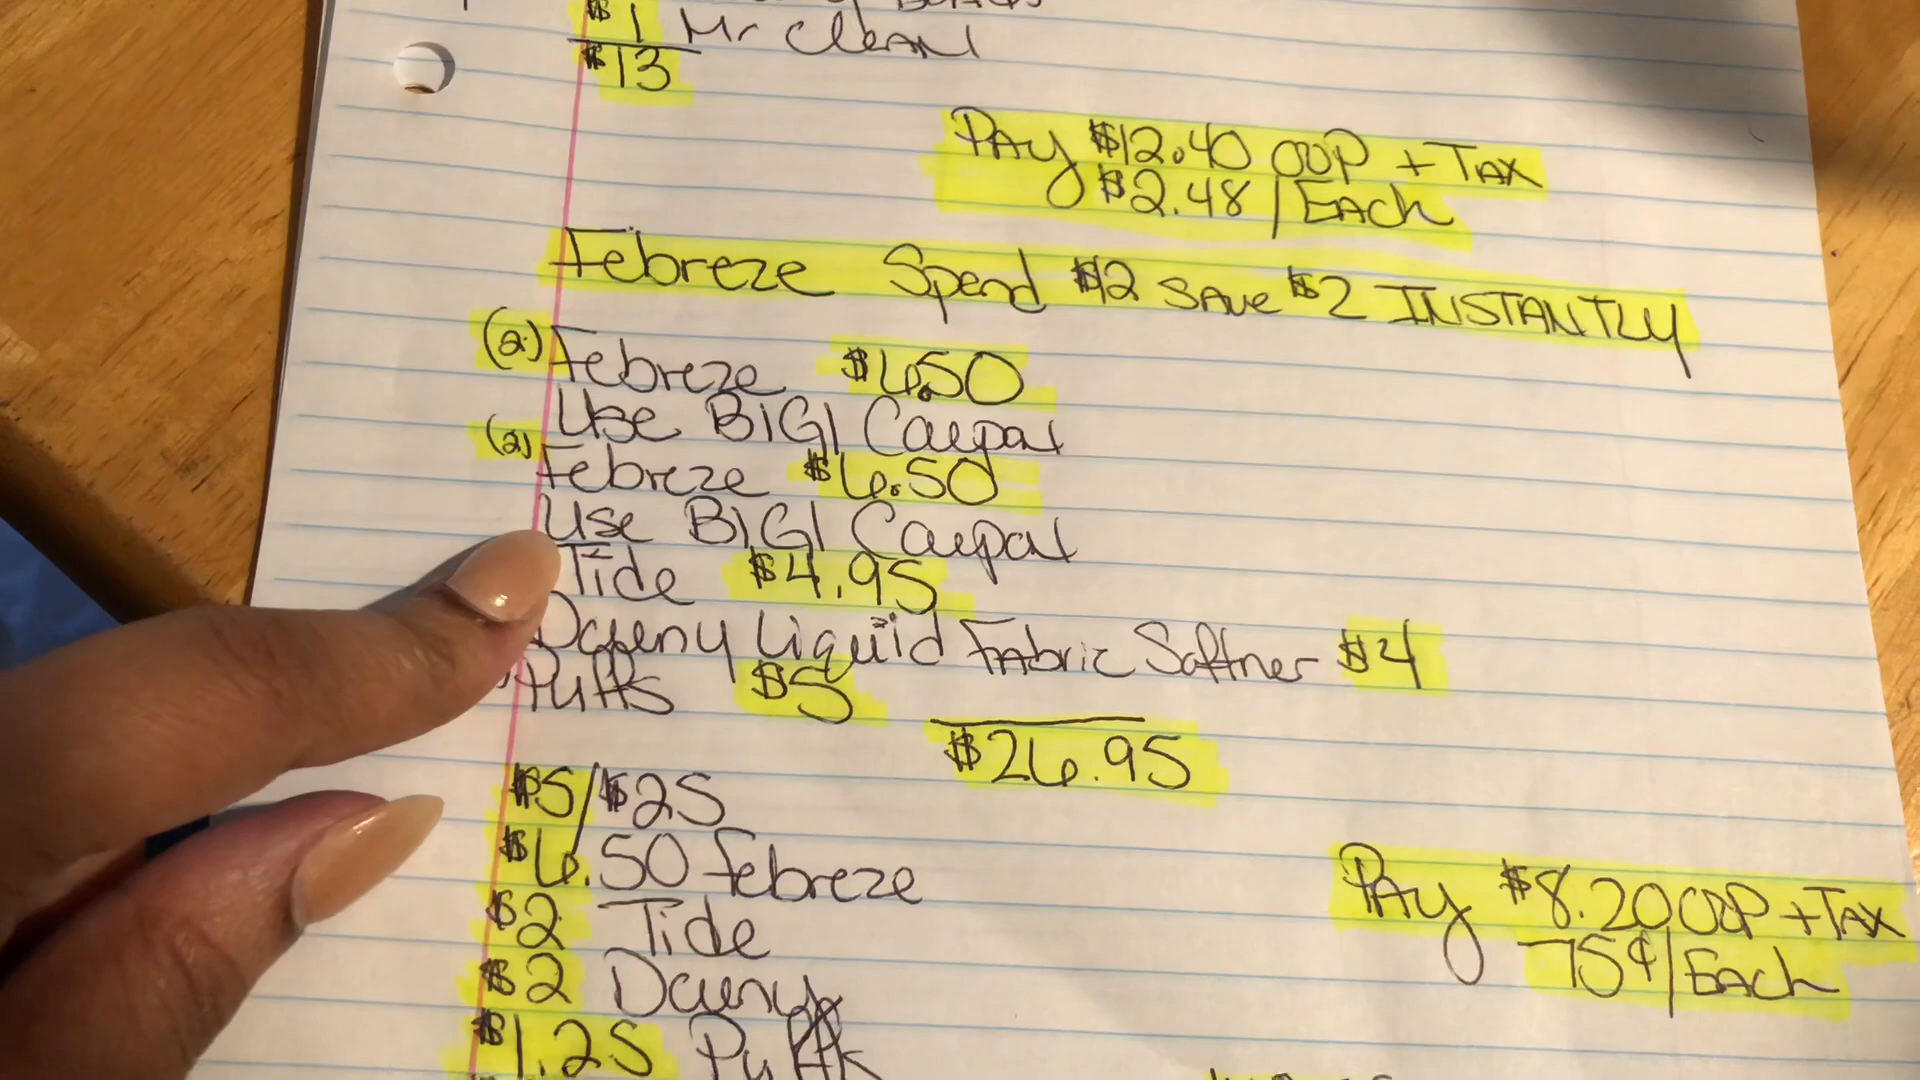 $1 Mr Clean
$13
Pay $12.40 OOP + Tax
$2.48/Each
Febreze Spend $12 save $2 INSTANTLY
(2) Febreze $6.50
Use B1G1 Coupon
(2) Febreze $6.50
Use B1G1 Coupon
Tide $4.95
Downy Liquid Fabric Softner $4
Puffs $5
$26.95
$5/$25
$6.50 Febreze
$2 Tide
$2 Downy
$1.25 Puffs
Pay $8.20 OOP + Tax
75¢/Each